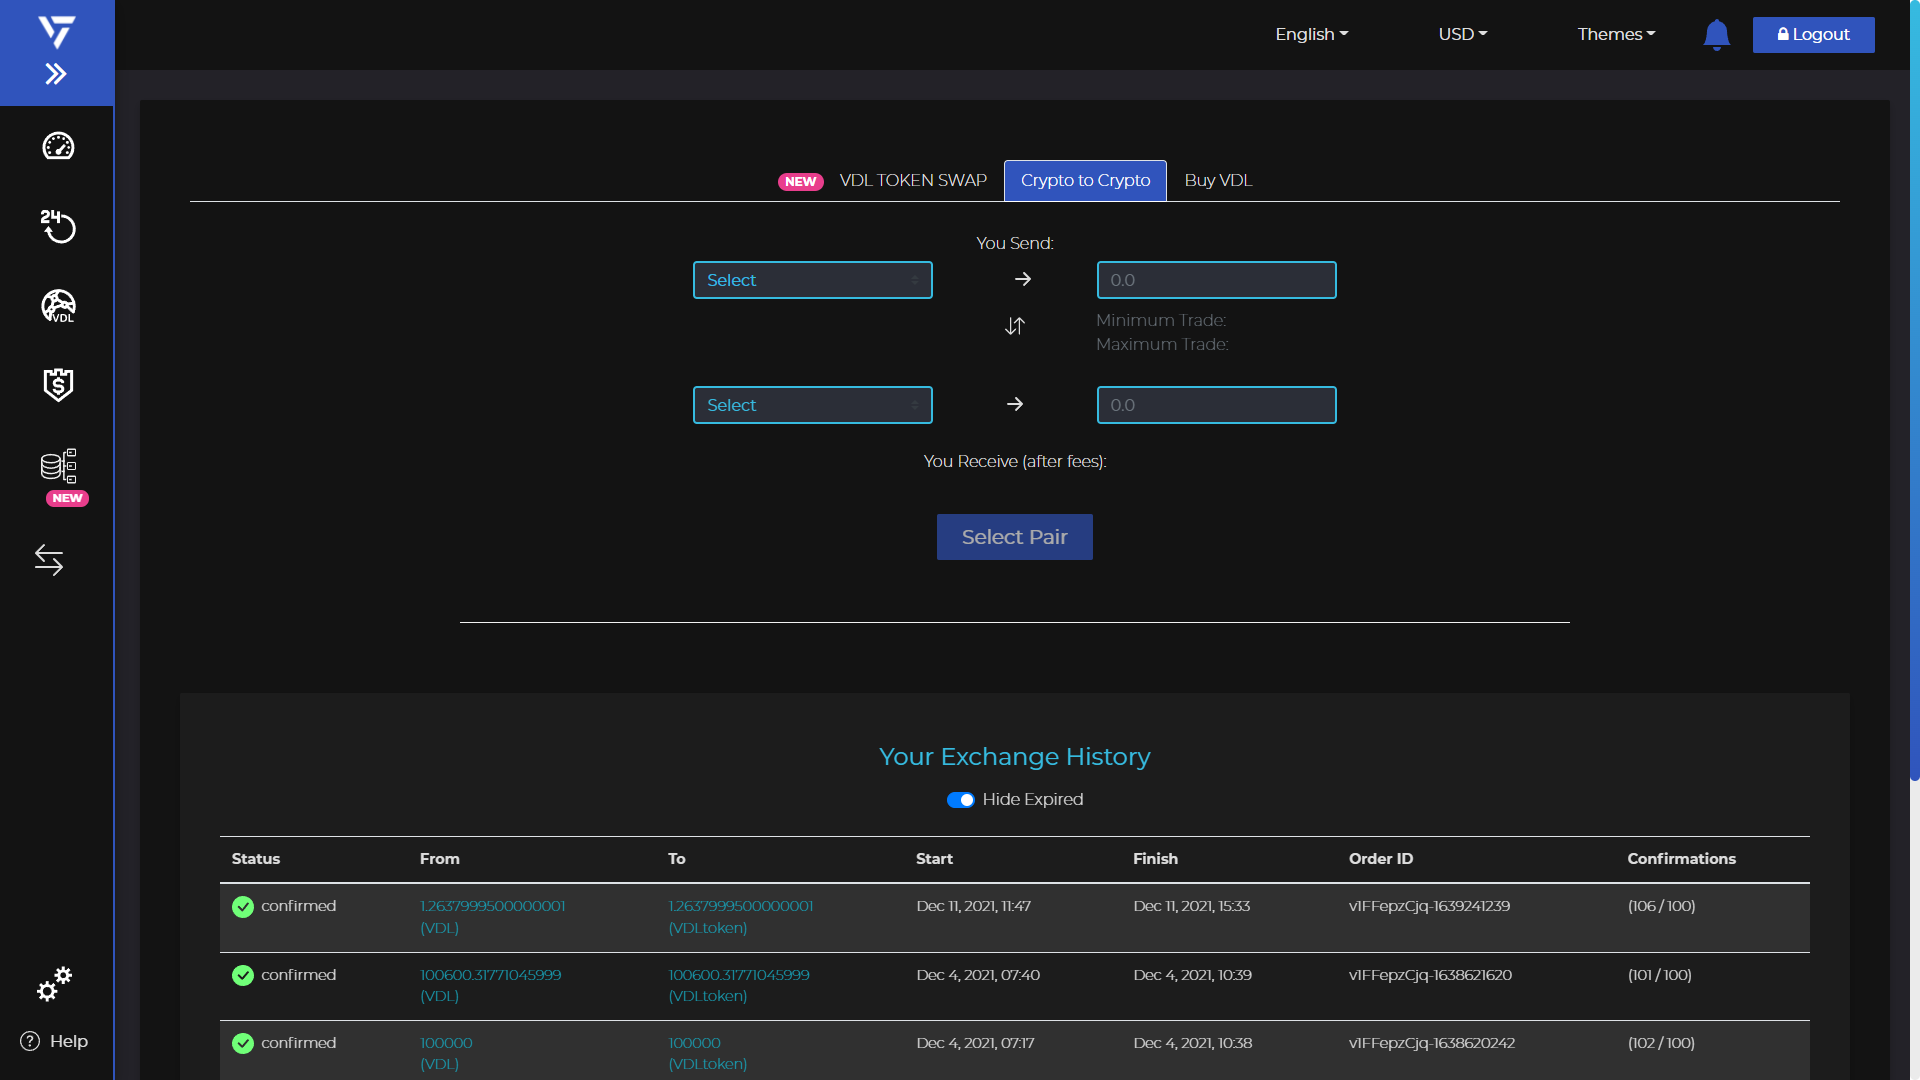 English
USD
Themes
Logout
24
VDL
$
NEW
Help
NEW VDL TOKEN SWAP
Crypto to Crypto
Buy VDL
You Send:
Select
0.0
Minimum Trade:
Maximum Trade:
Select
0.0
You Receive (after fees):
Select Pair
Your Exchange History
Hide Expired
Status From To Start Finish Order ID Confirmations
confirmed 1.2637999500000001 1.2637999500000001 Dec 11, 2021, 11:47 Dec 11, 2021, 15:33 v1FFepzCjq-1639241239 (106 / 100)
(VDL) (VDLtoken)
confirmed 100600.31771045999 100600.31771045999 Dec 4, 2021, 07:40 Dec 4, 2021, 10:39 v1FFepzCjq-1638621620 (101 / 100)
(VDL) (VDLtoken)
confirmed 100000 100000 Dec 4, 2021, 07:17 Dec 4, 2021, 10:38 v1FFepzCjq-1638620242 (102 / 100)
(VDL) (VDLtoken)